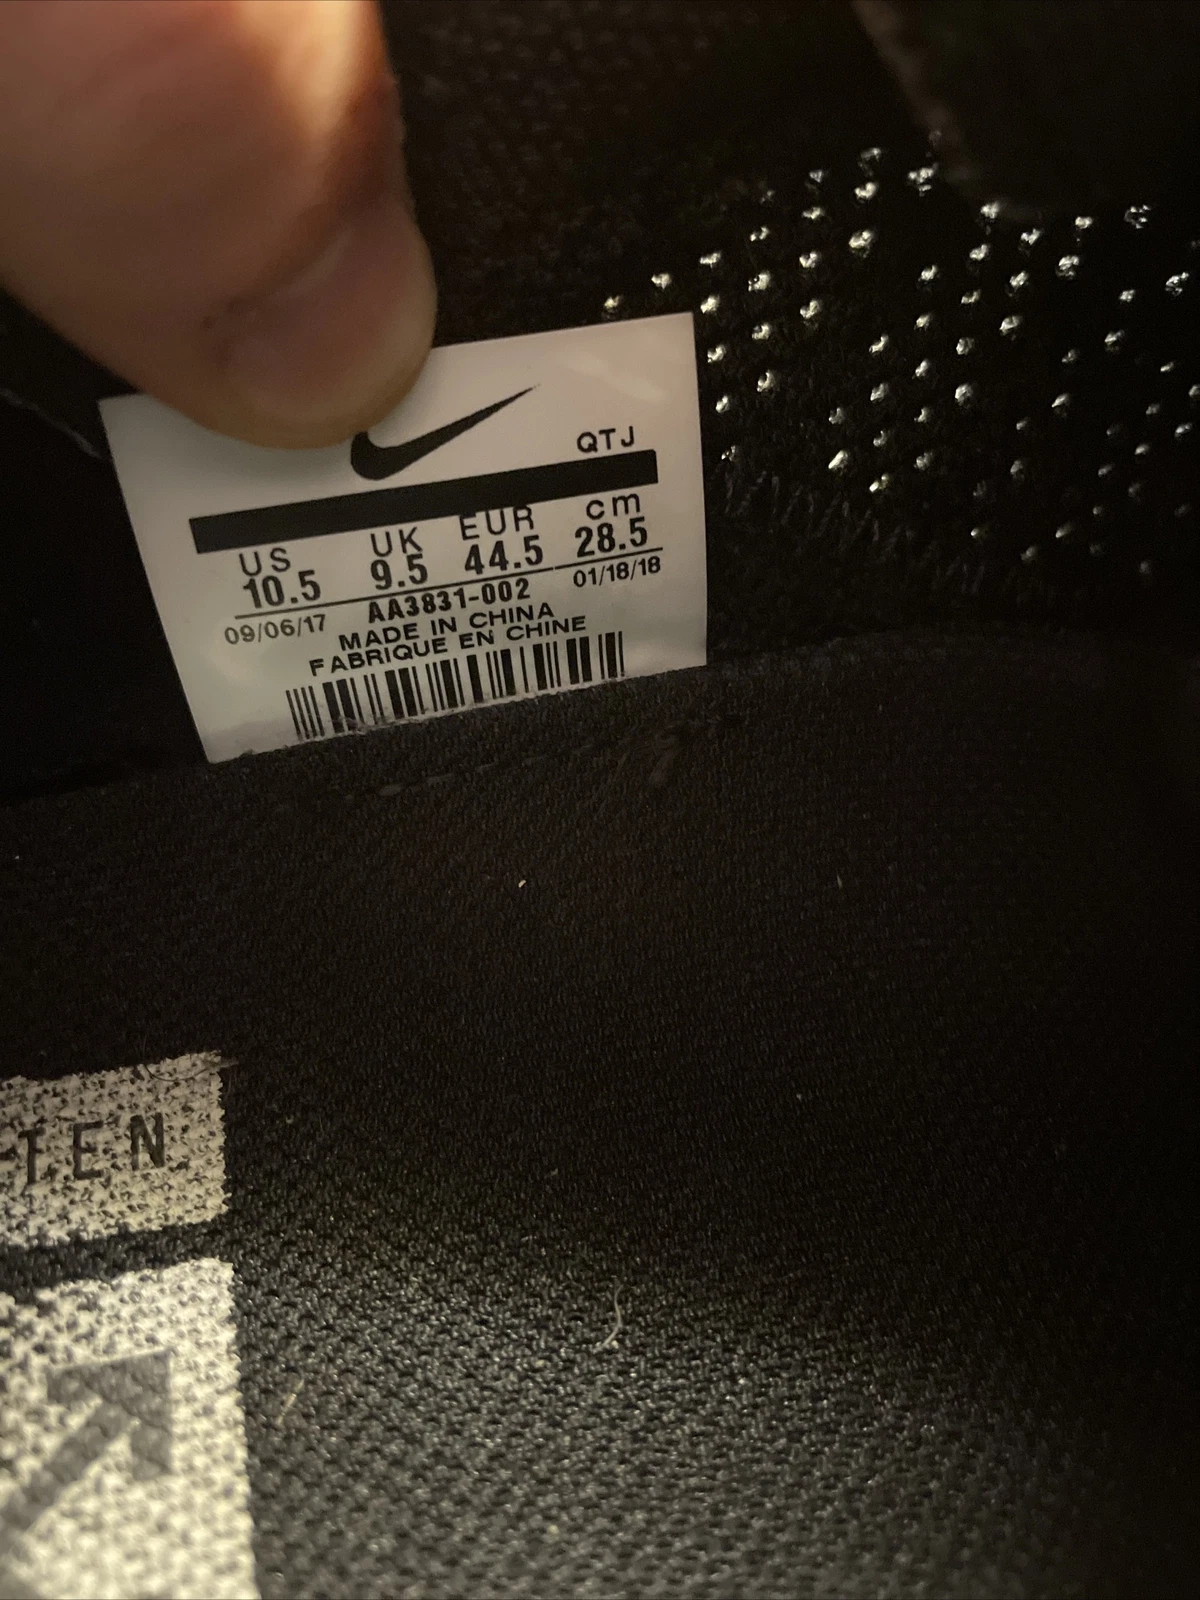 QTJ
US UK EUR cm
10.5 9.5 44.5 28.5
09/06/17 AA3831-002 01/18/18
MADE IN CHINA
FABRIQUE EN CHINE
TEN